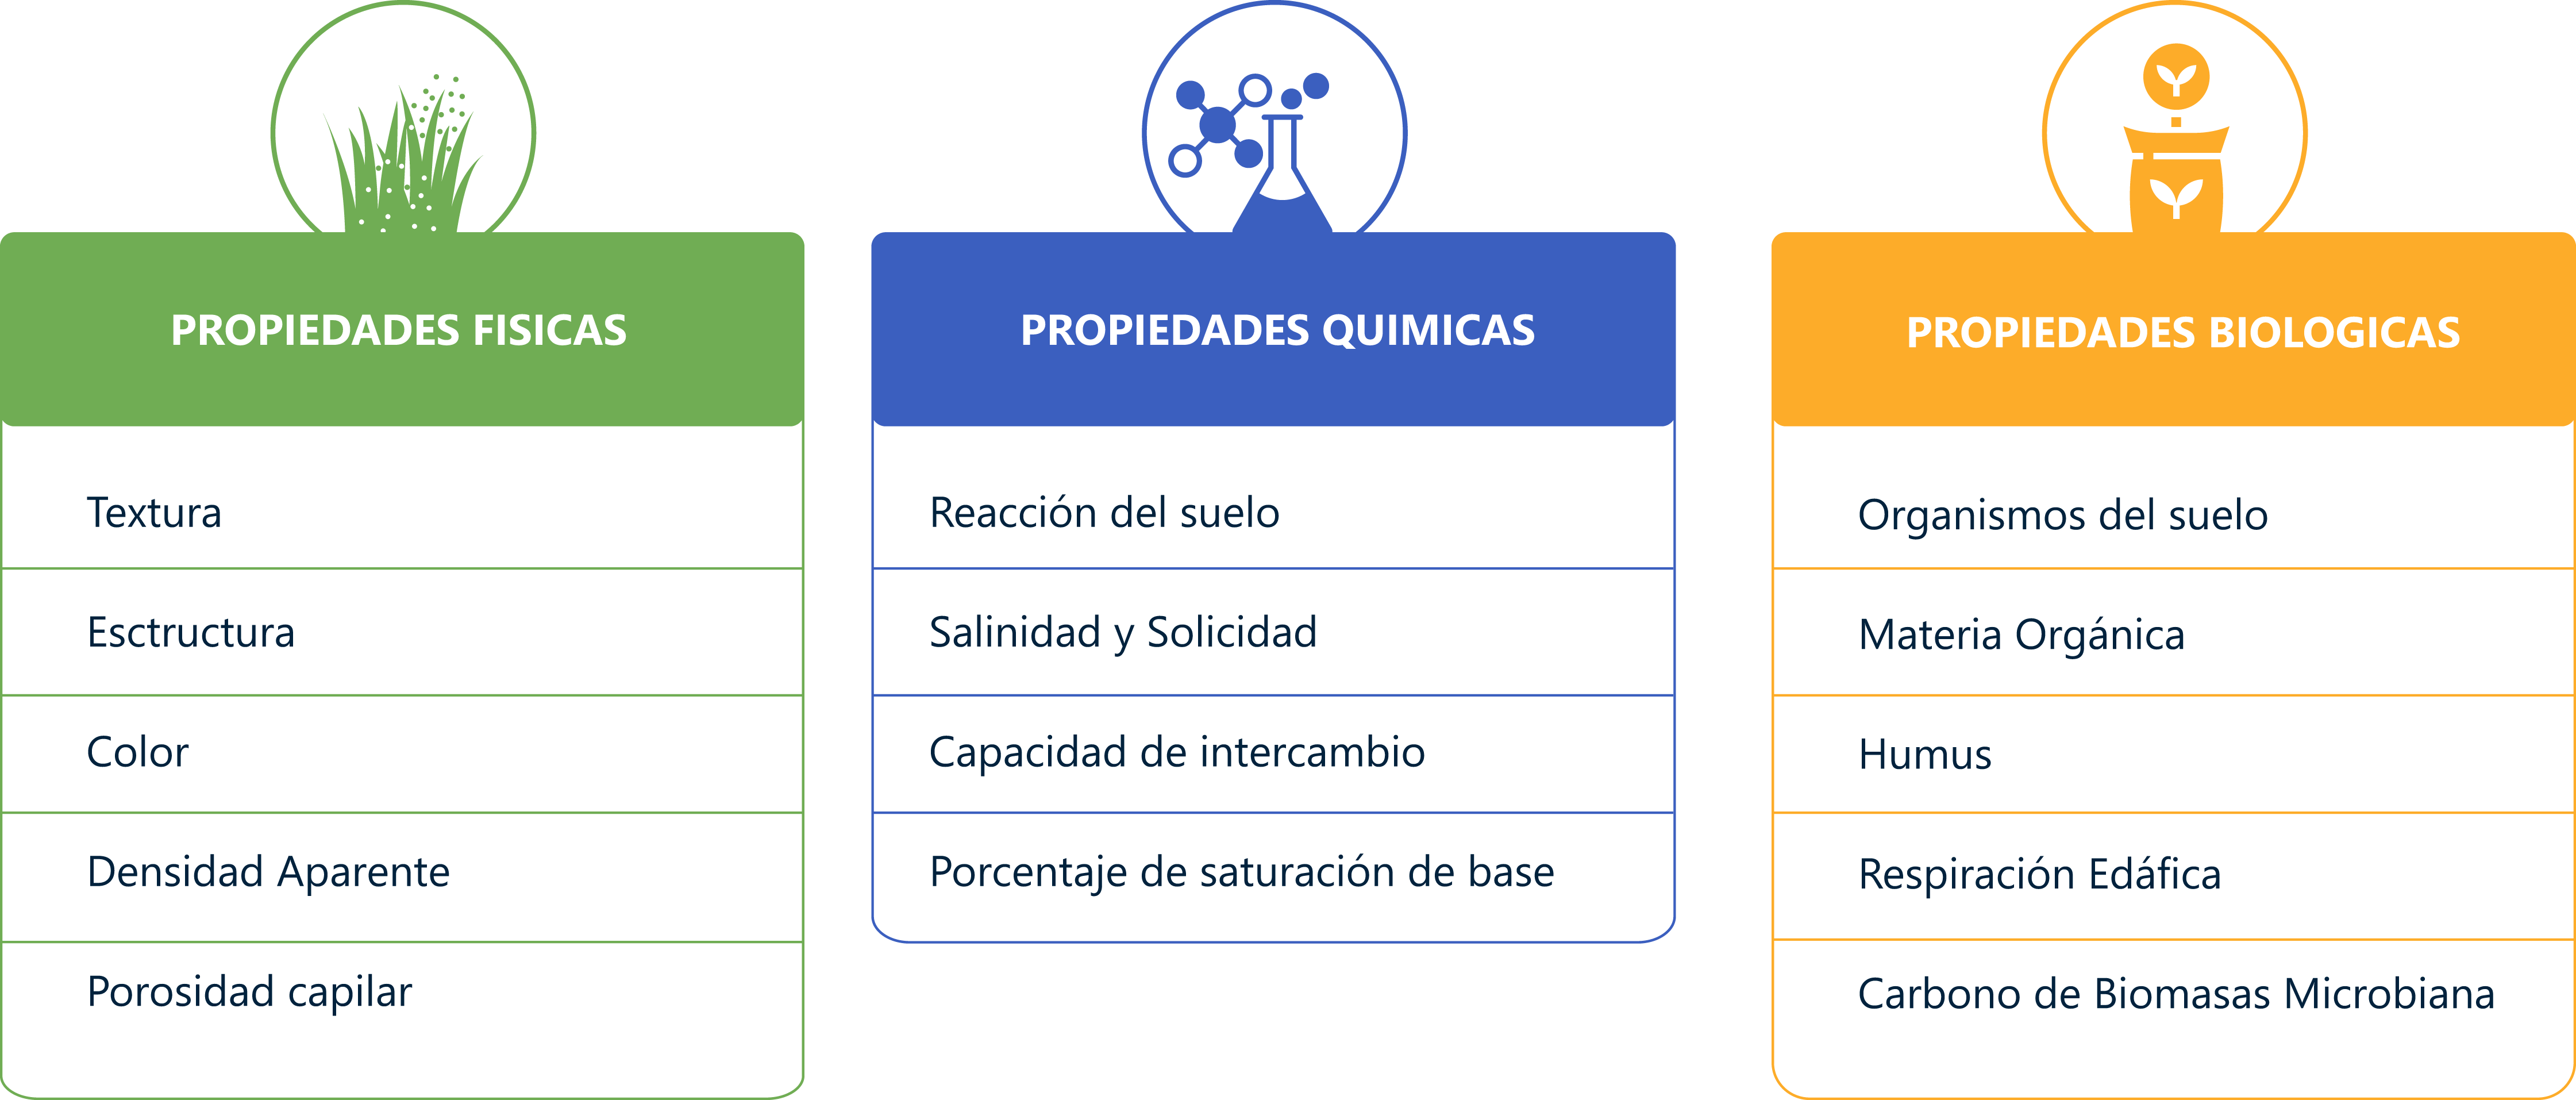 PROPIEDADES FISICAS
Textura
Esctructura
Color
Densidad Aparente
Porosidad capilar
PROPIEDADES QUIMICAS
Reacción del suelo
Salinidad y Solicidad
Capacidad de intercambio
Porcentaje de saturación de base
PROPIEDADES BIOLOGICAS
Organismos del suelo
Materia Orgánica
Humus
Respiración Edáfica
Carbono de Biomasas Microbiana